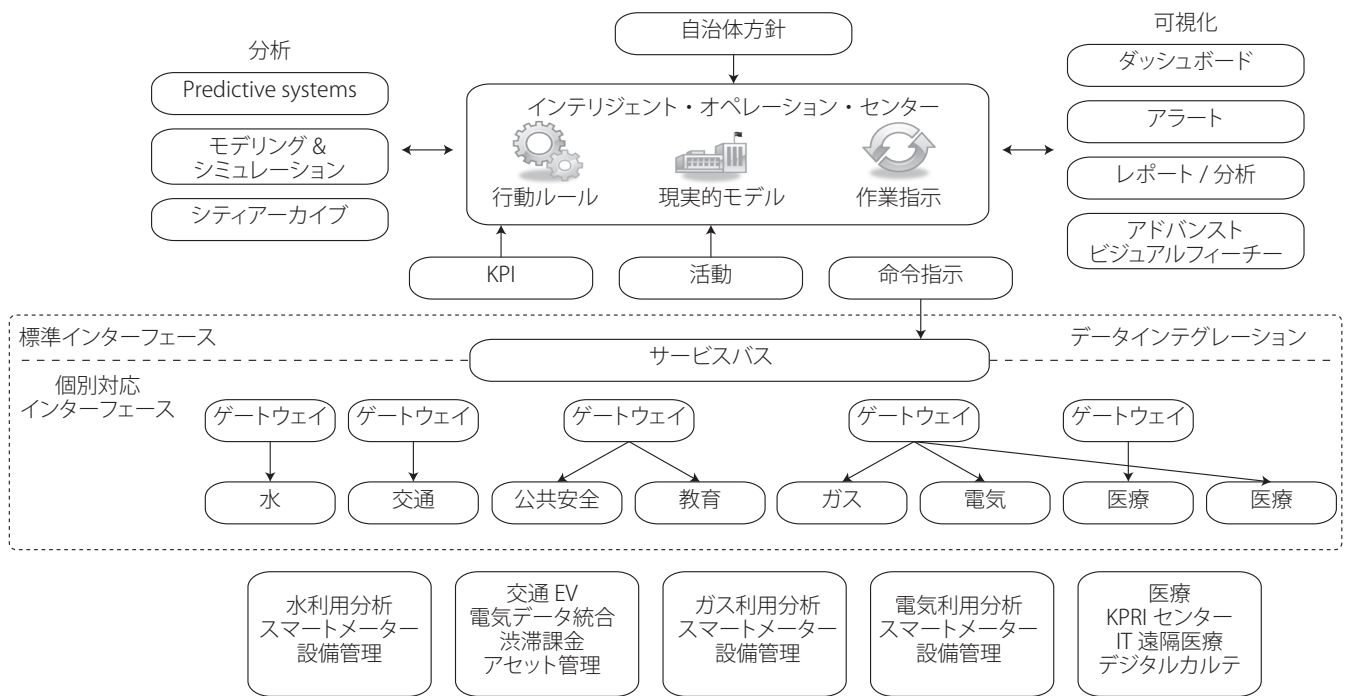 自治体方針
分析
Predictive systems
モデリング &
シミュレーション
シティアーカイブ
インテリジェント・オペレーション・センター
行動ルール
現実的モデル
作業指示
可視化
ダッシュボード
アラート
レポート / 分析
アドバンスト
ビジュアルフィーチー
KPI
活動
命令指示
標準インターフェース
データインテグレーション
サービスバス
個別対応
インターフェース
ゲートウェイ
ゲートウェイ
ゲートウェイ
ゲートウェイ
ゲートウェイ
水
交通
公共安全
教育
ガス
電気
医療
医療
水利用分析
スマートメーター
設備管理
交通 EV
電気データ統合
渋滞課金
アセット管理
ガス利用分析
スマートメーター
設備管理
電気利用分析
スマートメーター
設備管理
医療
KPRI センター
IT 遠隔医療
デジタルカルテ